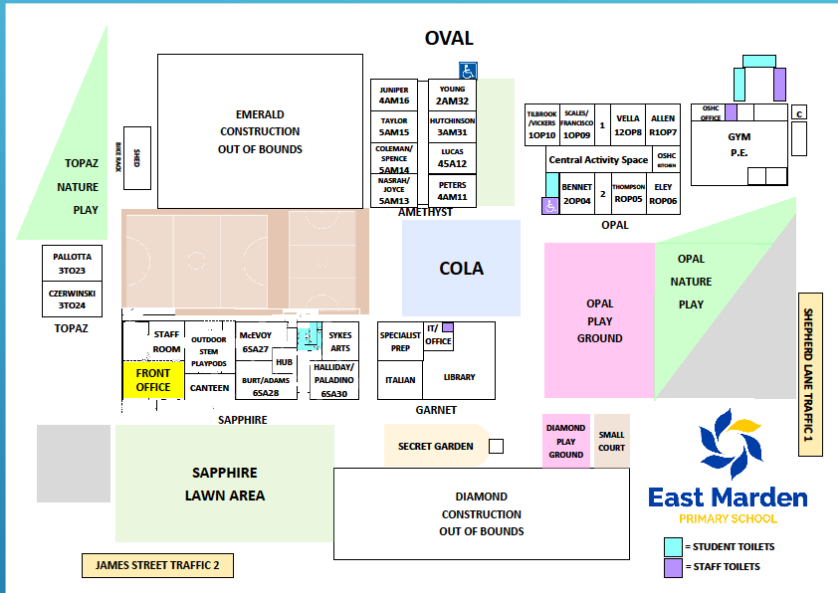 OVAL
EMERALD
CONSTRUCTION
OUT OF BOUNDS
TOPAZ
NATURE
PLAY
BIKE RACK
SHED
JUNIPER
4AM16
TAYLOR
5AM15
COLEMAN/
SPENCE
5AM14
NASRAH/
JOYCE
5AM13
YOUNG
2AM32
HUTCHINSON
3AM31
LUCAS
45A12
PETERS
4AM11
AMETHYST
TILBROOK
/VICKERS
1OP10
SCALES/
FRANCISCO
1OP09
1
VELLA
12OP8
ALLEN
R1OP7
Central Activity Space
OSHC
KITCHEN
BENNET
2OP04
2
THOMPSON
ROP05
ELEY
ROP06
OPAL
OSHC
OFFICE
GYM
P.E.
C
PALLOTTA
3TO23
CZERWINSKI
3TO24
TOPAZ
COLA
OPAL
PLAY
GROUND
OPAL
NATURE
PLAY
SHEPHERD LANE TRAFFIC 1
STAFF
ROOM
FRONT
OFFICE
OUTDOOR
STEM
PLAYPODS
CANTEEN
McEVOY
6SA27
HUB
BURT/ADAMS
6SA28
SYKES
ARTS
HALLIDAY/
PALADINO
6SA30
SAPPHIRE
SPECIALIST
PREP
IT/
OFFICE
ITALIAN
LIBRARY
GARNET
SAPPHIRE
LAWN AREA
SECRET GARDEN
DIAMOND
PLAY
GROUND
SMALL
COURT
DIAMOND
CONSTRUCTION
OUT OF BOUNDS
JAMES STREET TRAFFIC 2
East Marden
PRIMARY SCHOOL
= STUDENT TOILETS
= STAFF TOILETS